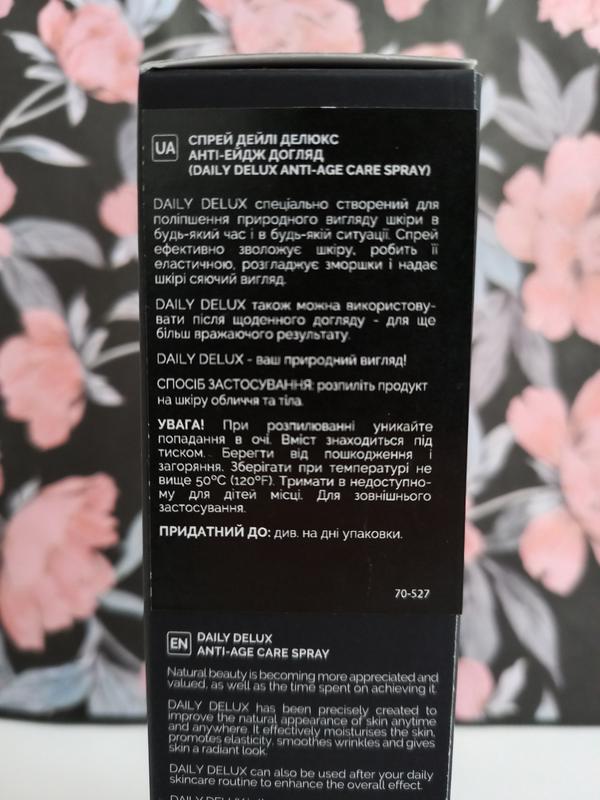 UA
СПРЕЙ ДЕЙЛІ ДЕЛЮКС
АНТІ-ЕЙДЖ ДОГЛЯД
(DAILY DELUX ANTI-AGE CARE SPRAY)
DAILY DELUX спеціально створений для
поліпшення природного вигляду шкіри в
будь-який час і в будь-якій ситуації. Спрей
ефективно зволожує шкіру, робить її
еластичною, розгладжує зморшки і надає
шкірі сяючий вигляд.
DAILY DELUX також можна використову-
вати після щоденного догляду - для ще
більш вражаючого результату.
DAILY DELUX - ваш природний вигляд!
СПОСІБ ЗАСТОСУВАННЯ: розпиліть продукт
на шкіру обличчя та тіла.
УВАГА! При розпилюванні уникайте
попадання в очі. Вміст знаходиться під
тиском. Берегти від пошкодження і
загоряння. Зберігати при температурі не
вище 50°C (120°F). Тримати в недоступно-
му для дітей місці. Для зовнішнього
застосування.
ПРИДАТНИЙ ДО: див. на дні упаковки.
70-527
EN
DAILY DELUX
ANTI-AGE CARE SPRAY
Natural beauty is becoming more appreciated and
valued, as well as the time spent on achieving it.
DAILY DELUX has been precisely created to
improve the natural appearance of skin anytime
and anywhere. It effectively moisturises the skin,
promotes elasticity, smoothes wrinkles and gives
skin a radiant look.
DAILY DELUX can also be used after your daily
skincare routine to enhance the overall effect.